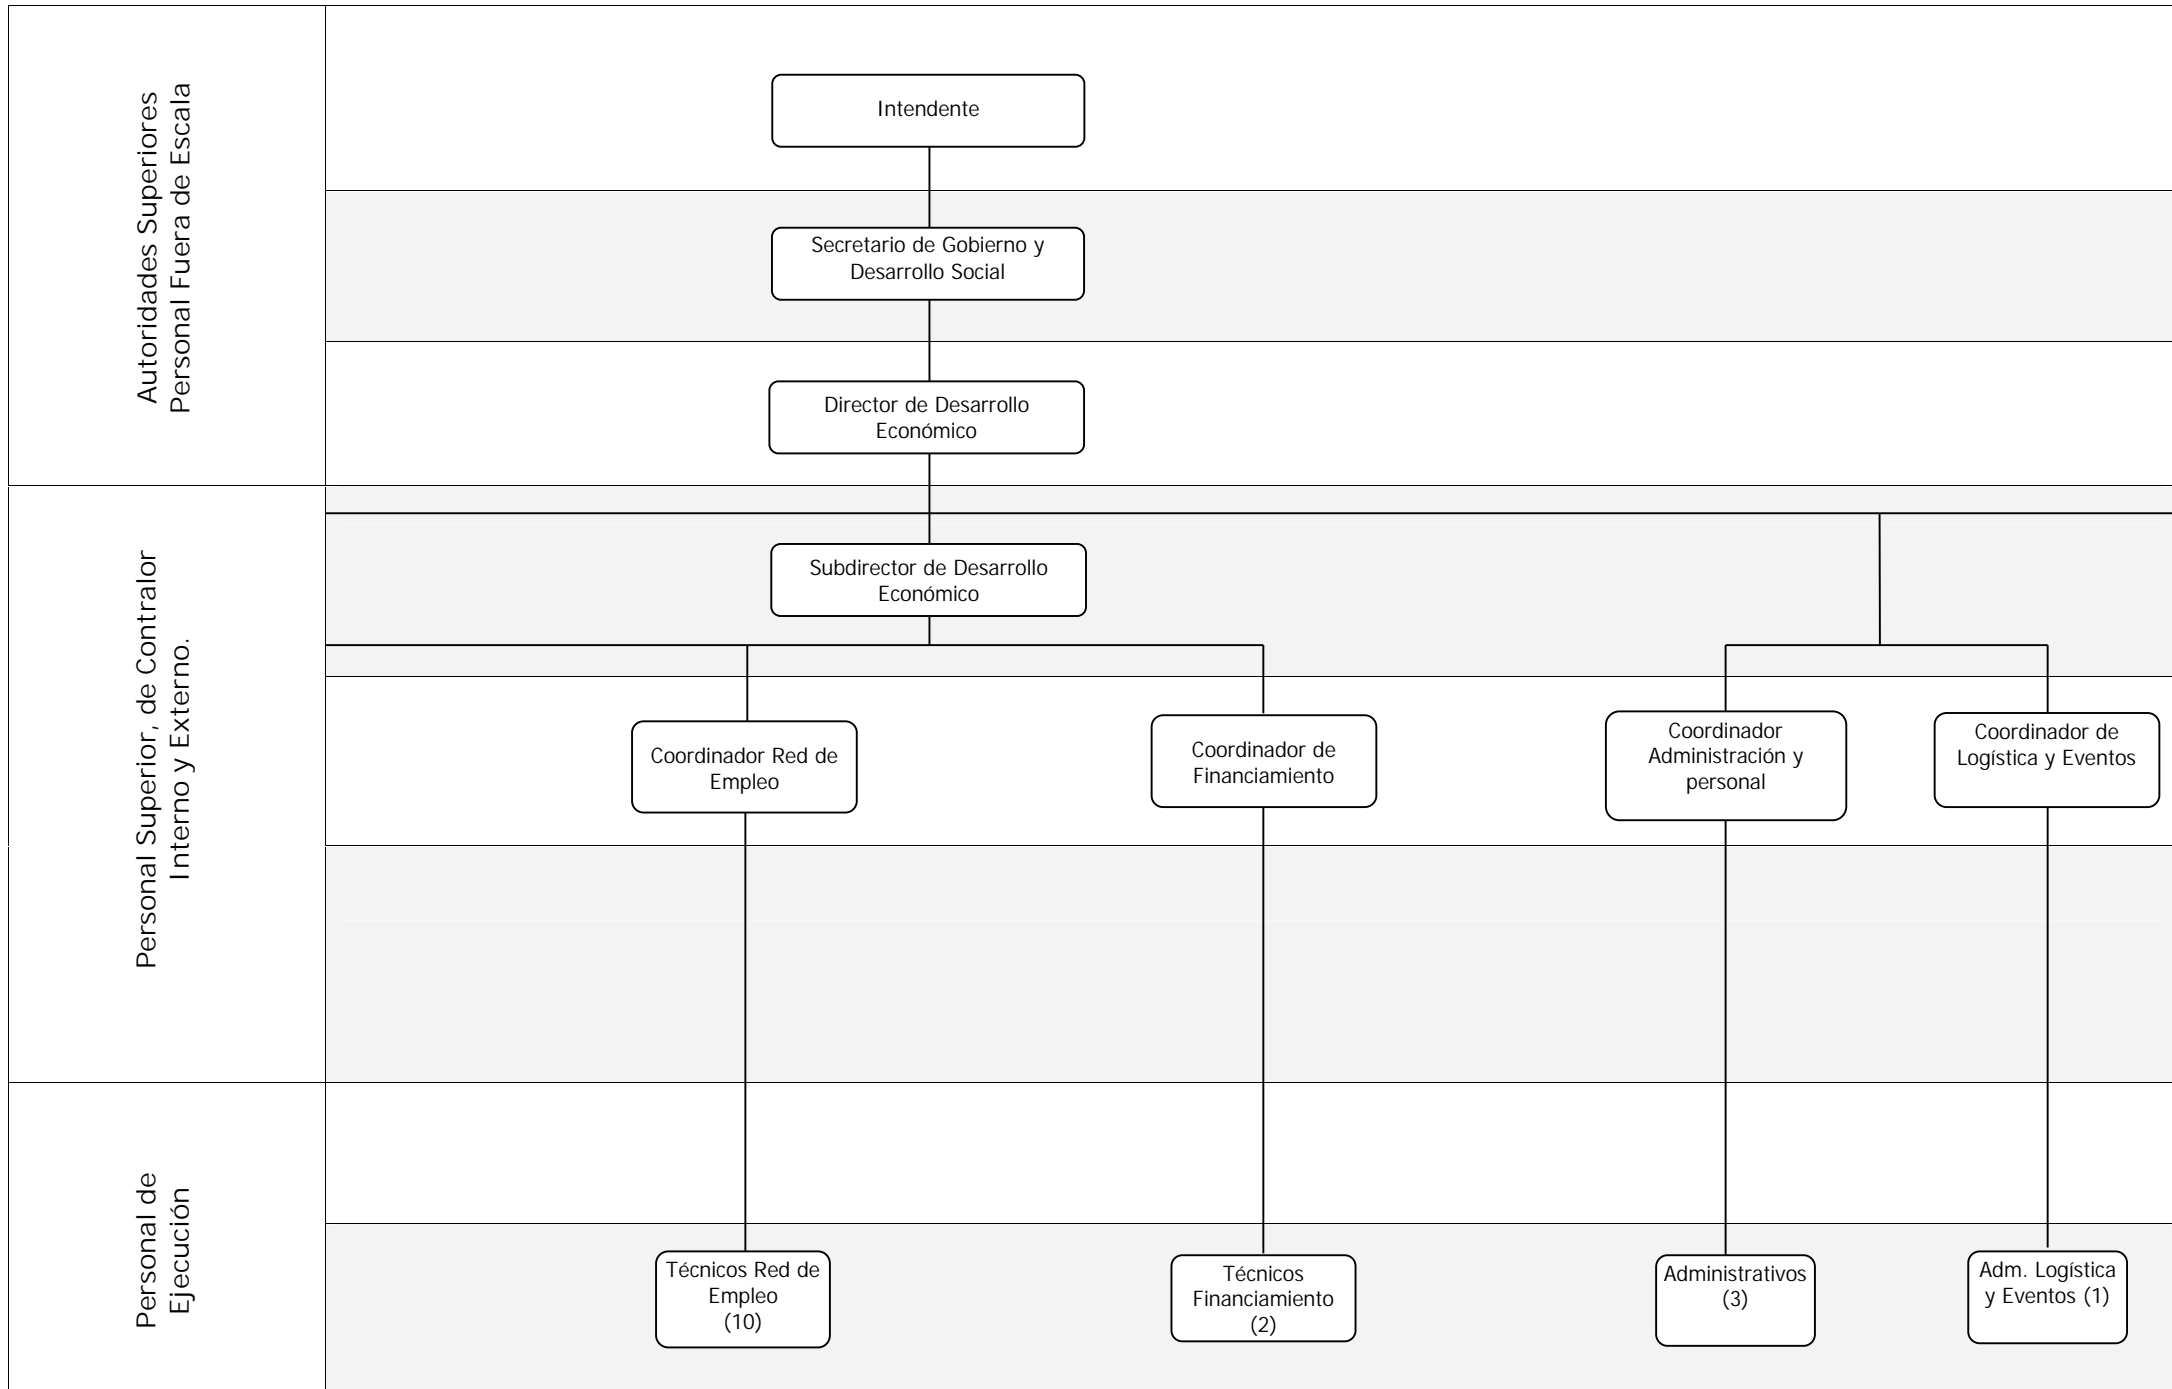 Autoridades Superiores
Personal Fuera de Escala
Intendente
Secretario de Gobierno y
Desarrollo Social
Director de Desarrollo
Económico
Personal Superior, de Contralor
Interno y Externo.
Subdirector de Desarrollo
Económico
Coordinador Red de
Empleo
Coordinador de
Financiamiento
Coordinador
Administración y
personal
Coordinador de
Logística y Eventos
Personal de
Ejecución
Técnicos Red de
Empleo
(10)
Técnicos
Financiamiento
(2)
Administrativos
(3)
Adm. Logística
y Eventos (1)